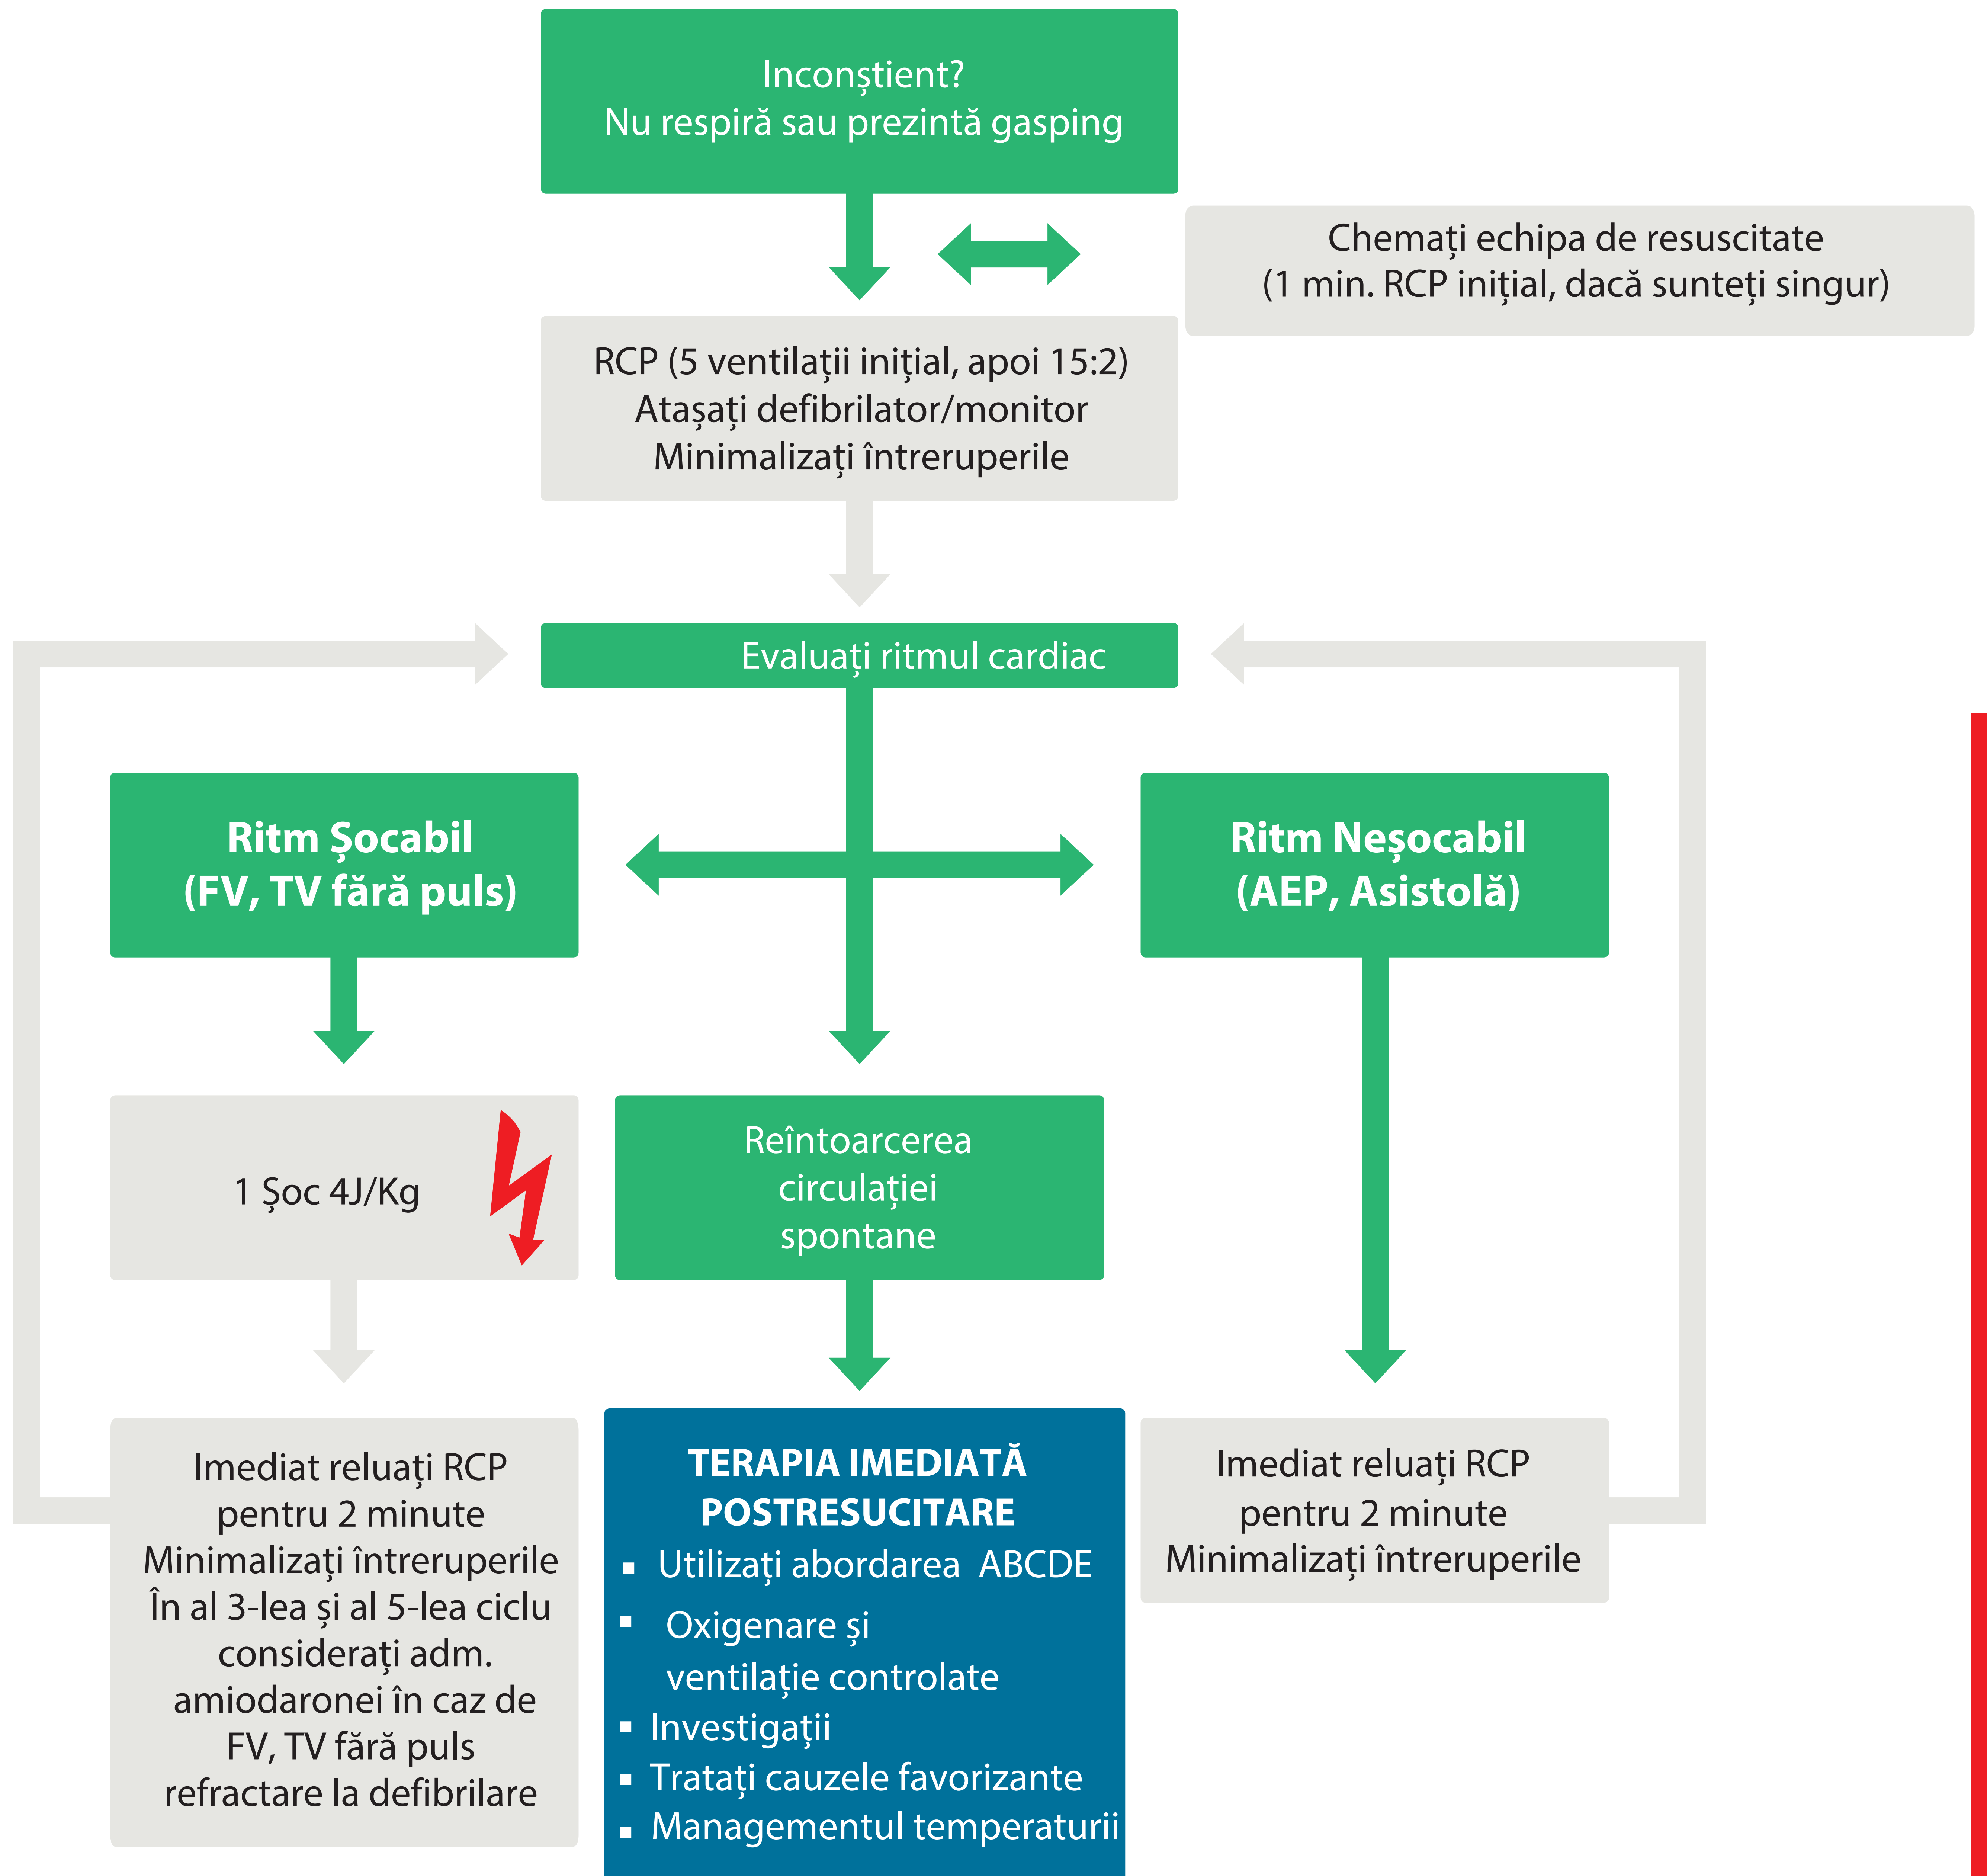 Inconștient?
Nu respiră sau prezintă gasping
Chemați echipa de resuscitate
(1 min. RCP inițial, dacă sunteți singur)
RCP (5 ventilații inițial, apoi 15:2)
Atașați defibrilator/monitor
Minimalizați întreruperile
Evaluați ritmul cardiac
Ritm Șocabil
(FV, TV fără puls)
Ritm Neșocabil
(AEP, Asistolă)
1 Șoc 4J/Kg
Reîntoarcerea
circulației
spontane
Imediat reluați RCP
pentru 2 minute
Minimalizați întreruperile
În al 3-lea și al 5-lea ciclu
considerați adm.
amiodaronei în caz de
FV, TV fără puls
refractare la defibrilare
TERAPIA IMEDIATĂ
POSTRESUCITARE
▪ Utilizați abordarea ABCDE
▪ Oxigenare și
ventilație controlate
▪ Investigații
▪ Tratați cauzele favorizante
▪ Managementul temperaturii
Imediat reluați RCP
pentru 2 minute
Minimalizați întreruperile